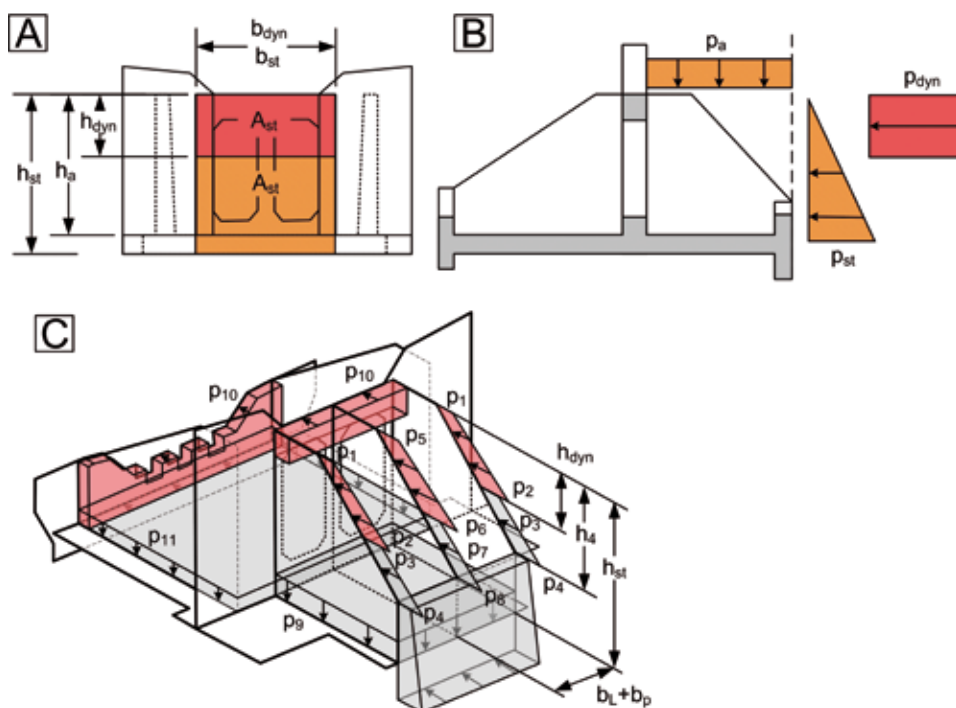 A
b_dyn
b_st
h_dyn
h_st
h_a
A_st
A_st
B
p_a
p_dyn
p_st
C
p_10
p_10
p_1
p_5
p_1
h_dyn
p_2
p_6
p_3
h_4
p_11
p_2
p_7
p_3
h_st
p_4
p_8
p_4
p_9
b_L+b_p